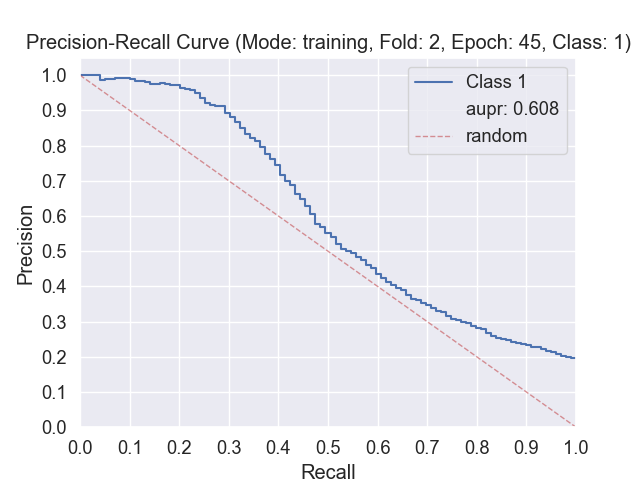 Precision-Recall Curve (Mode: training, Fold: 2, Epoch: 45, Class: 1)
Class 1
aupr: 0.608
random
1.0
0.9
0.8
0.7
0.6
0.5
0.4
0.3
0.2
0.1
0.0
Precision
0.0 0.1 0.2 0.3 0.4 0.5 0.6 0.7 0.8 0.9 1.0
Recall